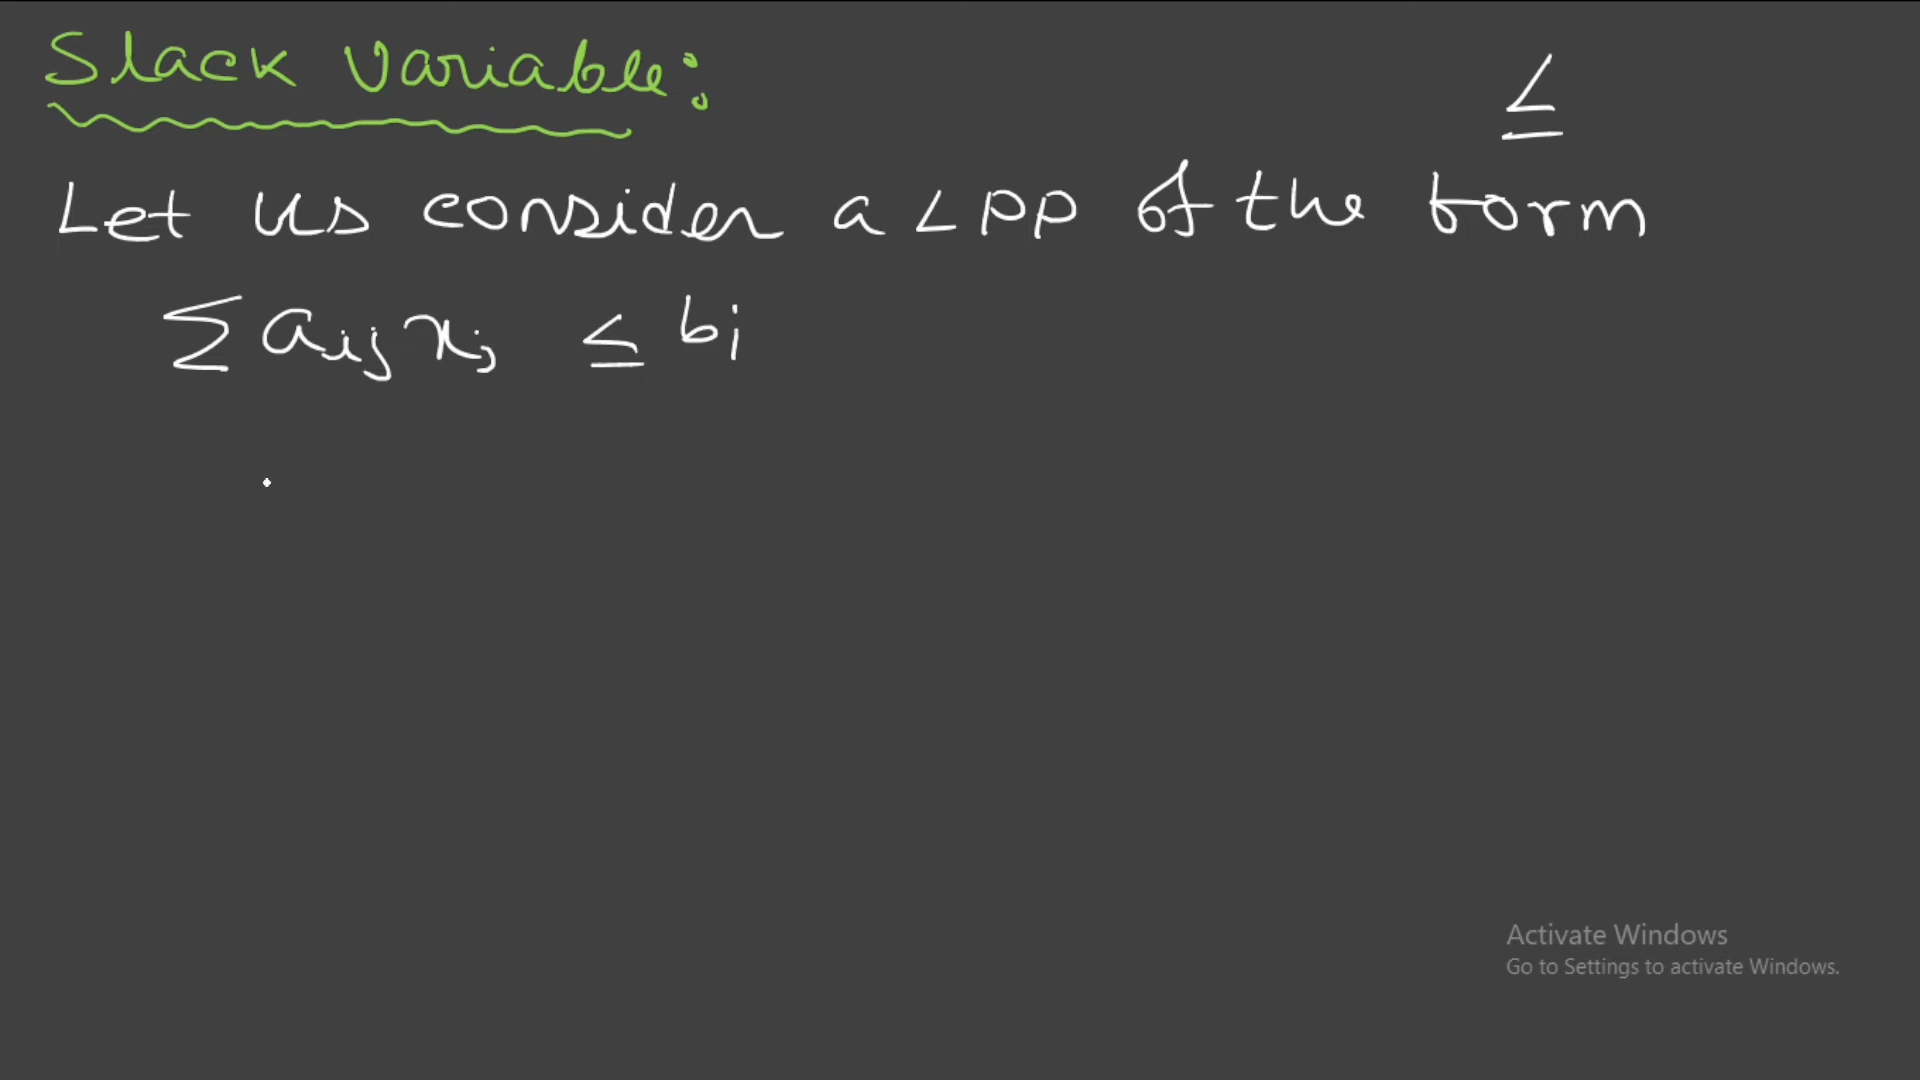 Slack Variable:
≤
Let us consider a LPP of the form
∑ aij xj ≤ bi
Activate Windows
Go to Settings to activate Windows.